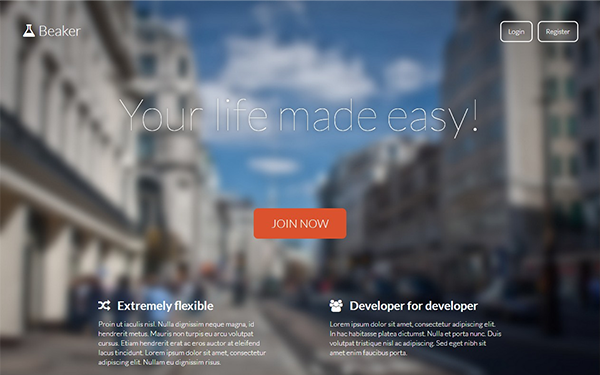 Beaker
Login
Register
Your life made easy!
JOIN NOW
Extremely flexible
Proin ut iaculis nisl. Nulla dignissim neque magna, id
hendrerit metus. Mauris non turpis eu arcu volutpat
cursus. Etiam hendrerit erat ac eros auctor at eleifend
lacus tincidunt. Lorem ipsum dolor sit amet, consectetur
adipiscing elit. Nullam eu dignissim risus.
Developer for developer
Lorem ipsum dolor sit amet, consectetur adipiscing elit.
In hac habitasse platea dictumst. Nulla et porta nunc. Duis
vitae tincidunt nisl ac adipiscing. Sed eget nibh sit
amet enim faucibus porta.